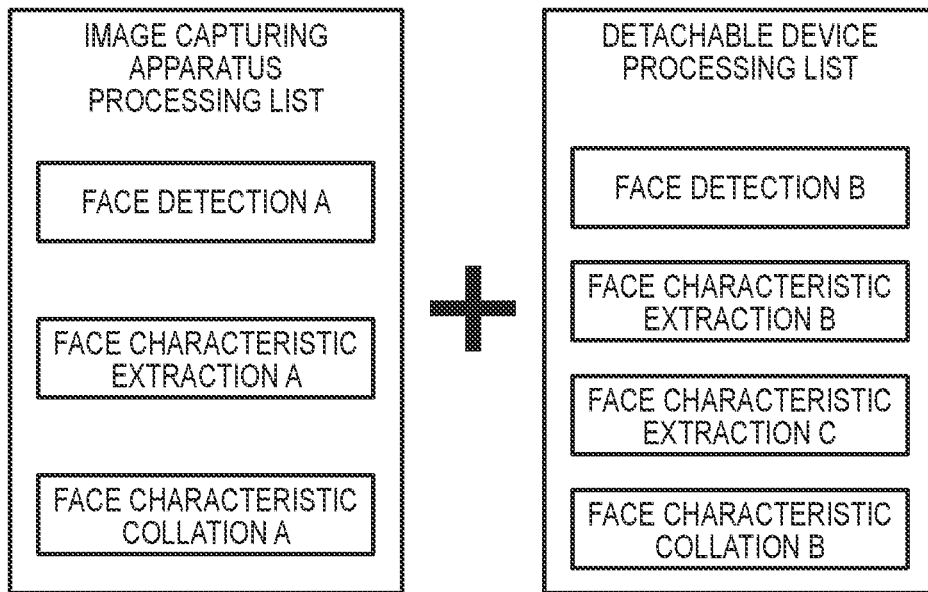 IMAGE CAPTURING
APPARATUS
PROCESSING LIST
FACE DETECTION A
FACE CHARACTERISTIC
EXTRACTION A
FACE CHARACTERISTIC
COLLATION A
+
DETACHABLE DEVICE
PROCESSING LIST
FACE DETECTION B
FACE CHARACTERISTIC
EXTRACTION B
FACE CHARACTERISTIC
EXTRACTION C
FACE CHARACTERISTIC
COLLATION B